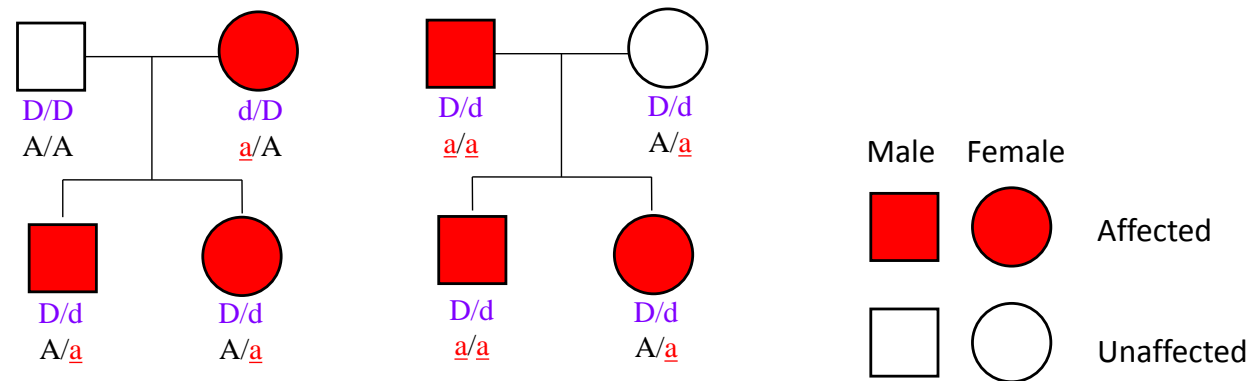 D/D
A/A
d/D
a/A
D/d
a/a
D/d
A/a
D/d
A/a
D/d
A/a
D/d
a/a
D/d
A/a
Male Female
Affected
Unaffected